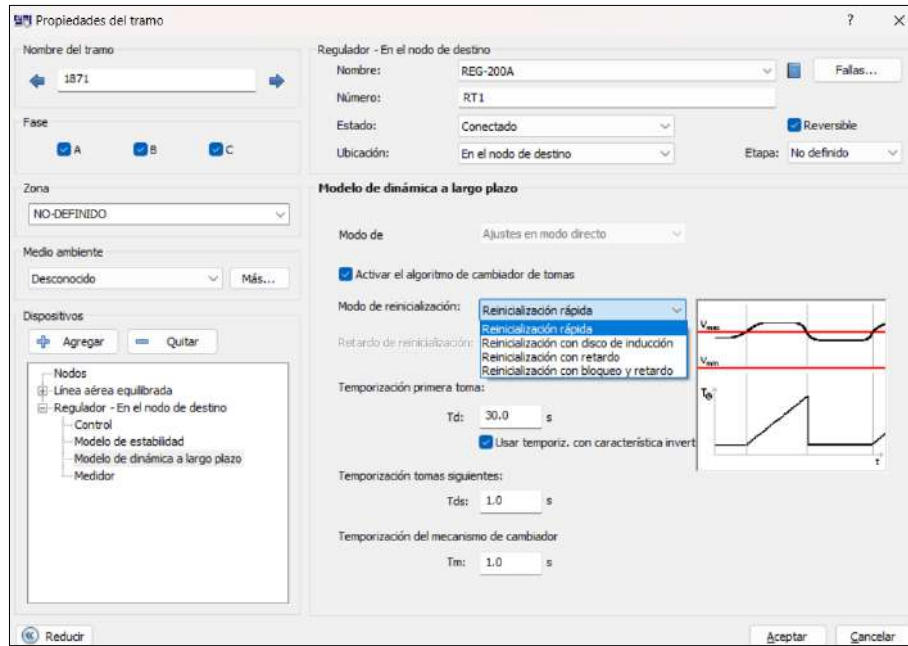 Propiedades del tramo
?
Nombre del tramo
1871
Fase
A B C
Zona
NO-DEFINIDO
Medio ambiente
Desconocido Más...
Dispositivos
Agregar Quitar
Nodos
Línea aérea equilibrada
Regulador - En el nodo de destino
Control
Modelo de estabilidad
Modelo de dinámica a largo plazo
Medidor
Reducir
Regulador - En el nodo de destino
Nombre: REG-200A Fallas...
Número: RT1
Estado: Conectado Reversible
Ubicación: En el nodo de destino Etapa: No definido
Modelo de dinámica a largo plazo
Modo de Ajustes en modo directo
Activar el algoritmo de cambiador de tomas
Modo de reinicialización: Reinicialización rápida
Reinicialización rápida
Reinicialización con disco de inducción
Reinicialización con retardo
Reinicialización con bloqueo y retardo
Retardo de reinicialización:
Temporización primera toma:
Td: 30.0 s
Usar temporiz. con característica invert
Temporización tomas siguientes:
Tds: 1.0 s
Temporización del mecanismo de cambiador
Tm: 1.0 s
t
Aceptar Cancelar